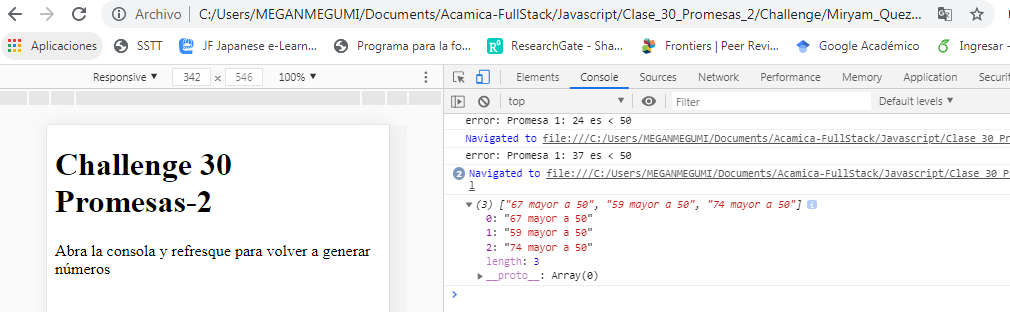 Archivo C:/Users/MEGANMEGUMI/Documents/Acamica-FullStack/Javascript/Clase_30_Promesas_2/Challenge/Miryam_Quez...
Aplicaciones SSTT JF Japanese e-Learn... Programa para la fo... ResearchGate - Sha... Frontiers | Peer Revi... Google Académico Ingresar -
Responsive ▼ 342 × 546 100% ▼
Elements Console Sources Network Performance Memory Application Securit
top ▼ Filter Default levels ▼
error: Promesa 1: 24 es < 50
Navigated to file:///C:/Users/MEGANMEGUMI/Documents/Acamica-FullStack/Javascript/Clase 30 Pr
error: Promesa 1: 37 es < 50
2 Navigated to file:///C:/Users/MEGANMEGUMI/Documents/Acamica-FullStack/Javascript/Clase 30 P
l
▼ (3) ["67 mayor a 50", "59 mayor a 50", "74 mayor a 50"] i
0: "67 mayor a 50"
1: "59 mayor a 50"
2: "74 mayor a 50"
length: 3
▶ __proto__: Array(0)
>
Challenge 30
Promesas-2
Abra la consola y refresque para volver a generar
números